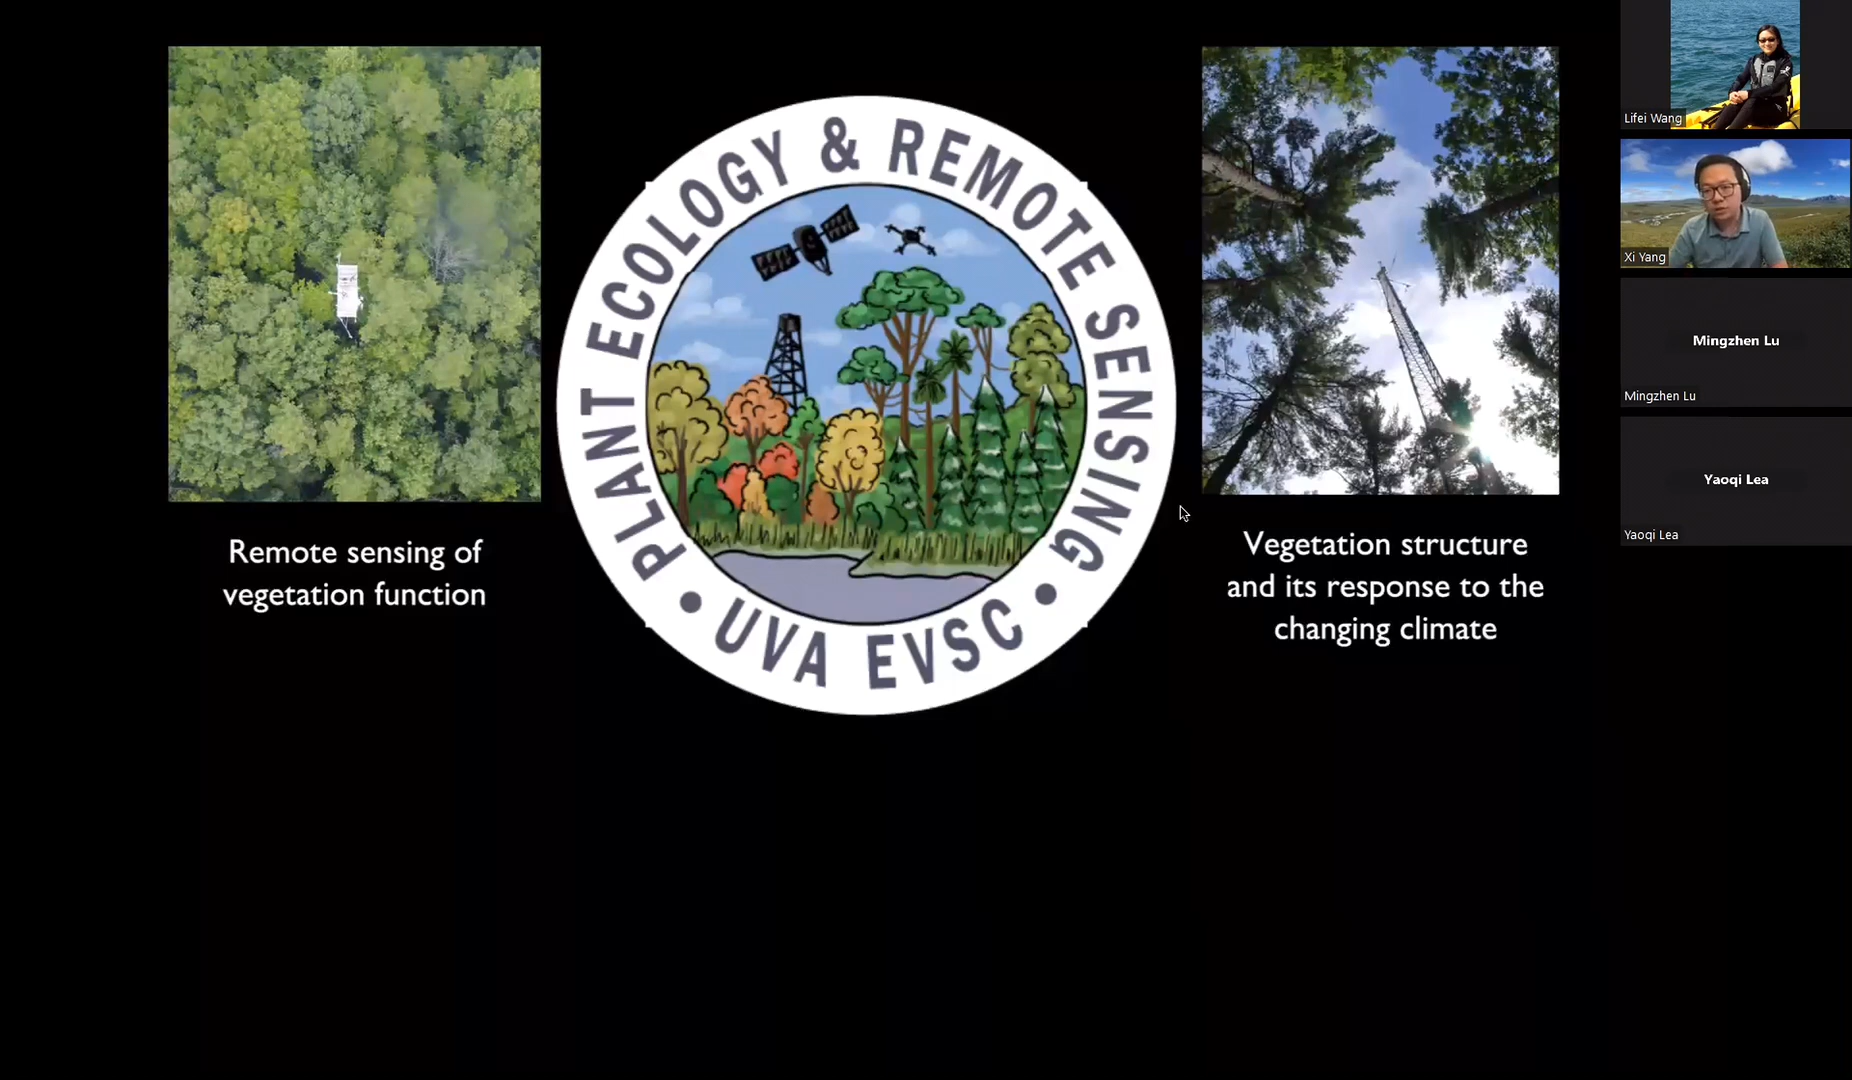 PLANT ECOLOGY & REMOTE SENSING
• UVA EVSC •
Remote sensing of
vegetation function
Vegetation structure
and its response to the
changing climate
Lifei Wang
Xi Yang
Mingzhen Lu
Mingzhen Lu
Yaoqi Lea
Yaoqi Lea